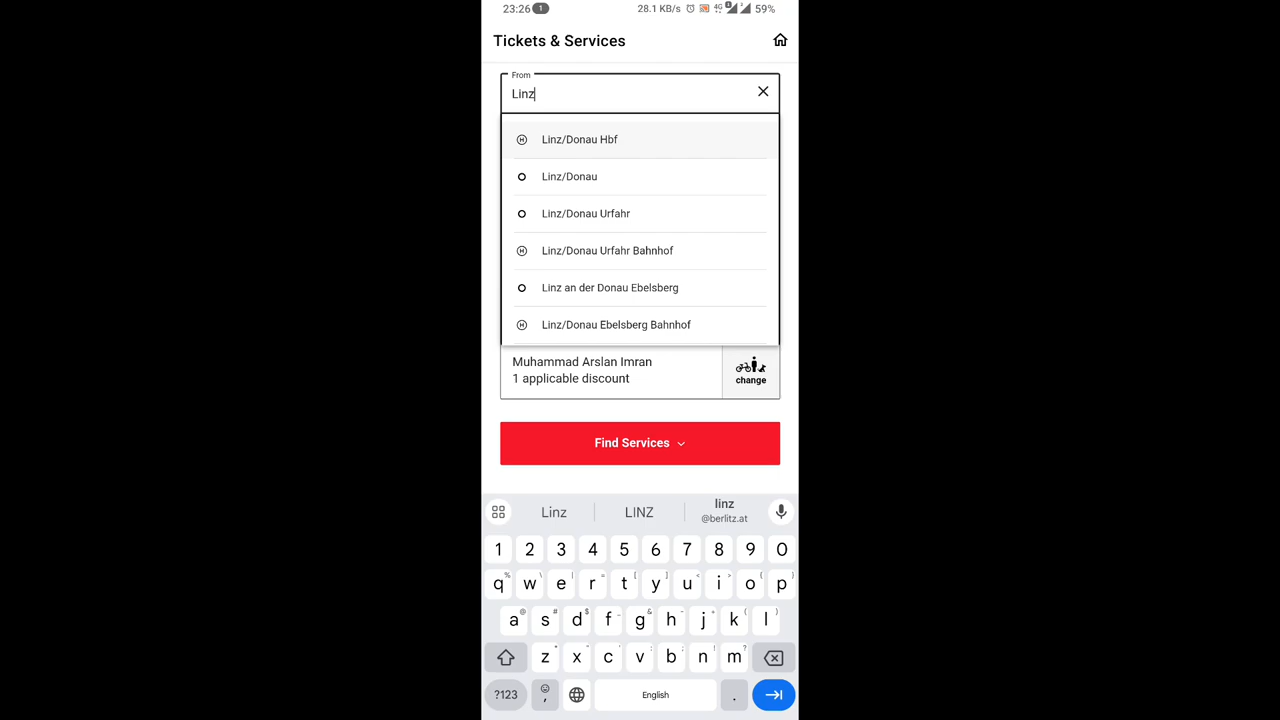 23:26 1 28.1 KB/s 4G 59%
Tickets & Services
From
Linz
Linz/Donau Hbf
Linz/Donau
Linz/Donau Urfahr
Linz/Donau Urfahr Bahnhof
Linz an der Donau Ebelsberg
Linz/Donau Ebelsberg Bahnhof
Muhammad Arslan Imran
1 applicable discount
change
Find Services
Linz LINZ linz
@berlitz.at
1 2 3 4 5 6 7 8 9 0
q w e r t y u i o p
a s d f g h j k l
z x c v b n m
?123 , English .